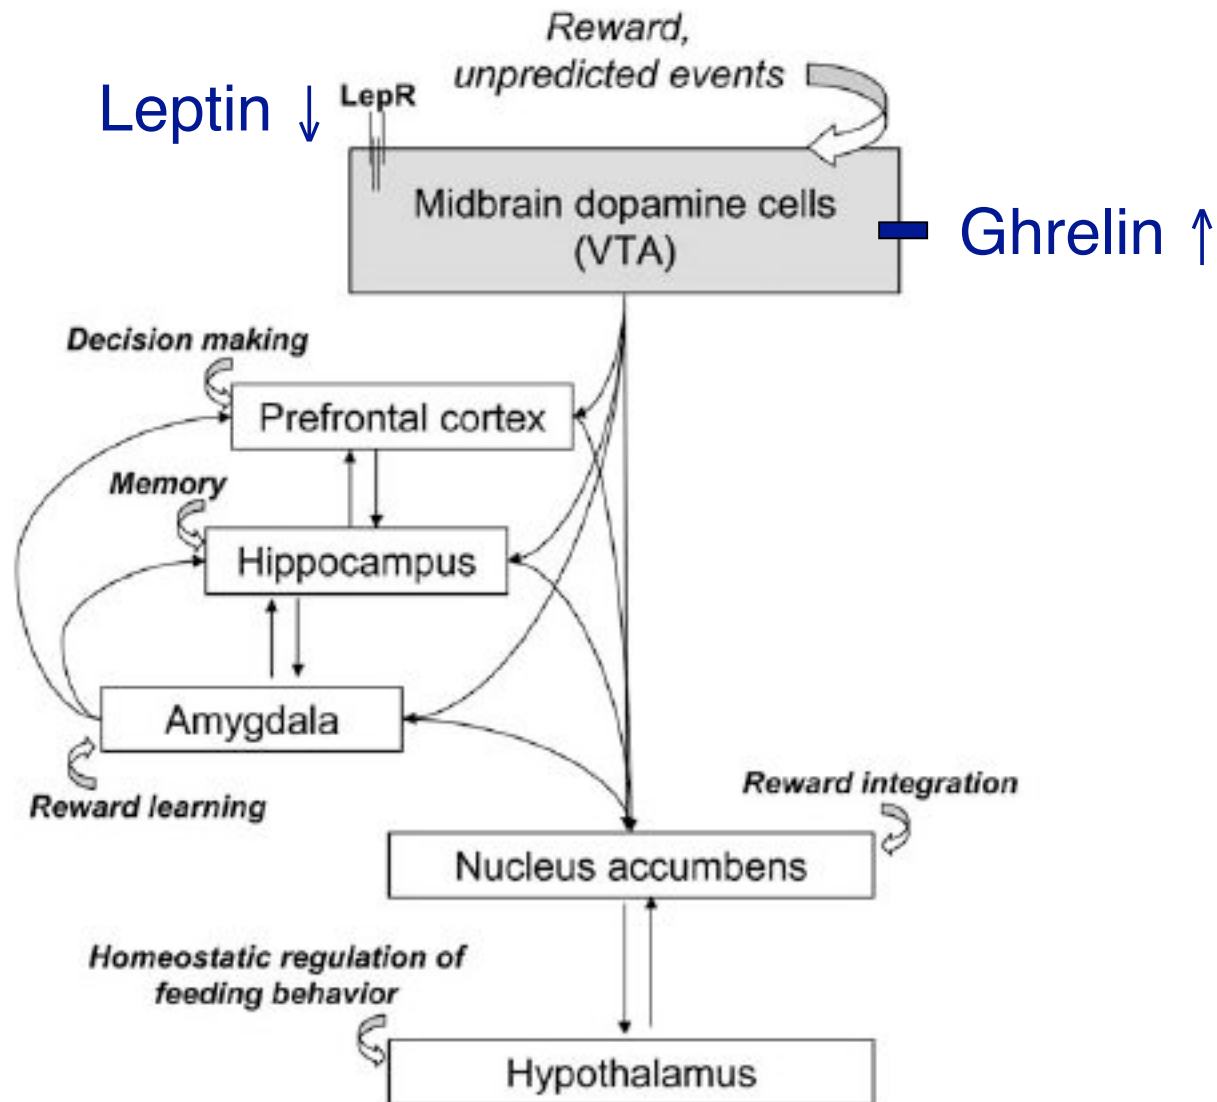 Reward,
unpredicted events
Leptin ↓
LepR
Midbrain dopamine cells
(VTA)
Ghrelin ↑
Decision making
Prefrontal cortex
Memory
Hippocampus
Amygdala
Reward learning
Reward integration
Nucleus accumbens
Homeostatic regulation of
feeding behavior
Hypothalamus